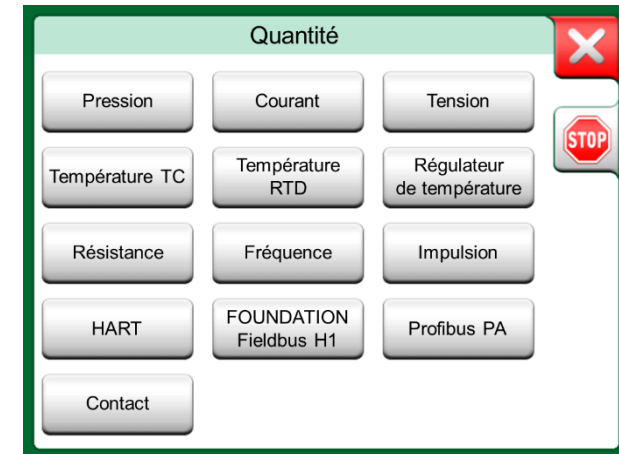 Quantité
Pression
Courant
Tension
STOP
Température TC
Température
RTD
Régulateur
de température
Résistance
Fréquence
Impulsion
HART
FOUNDATION
Fieldbus H1
Profibus PA
Contact